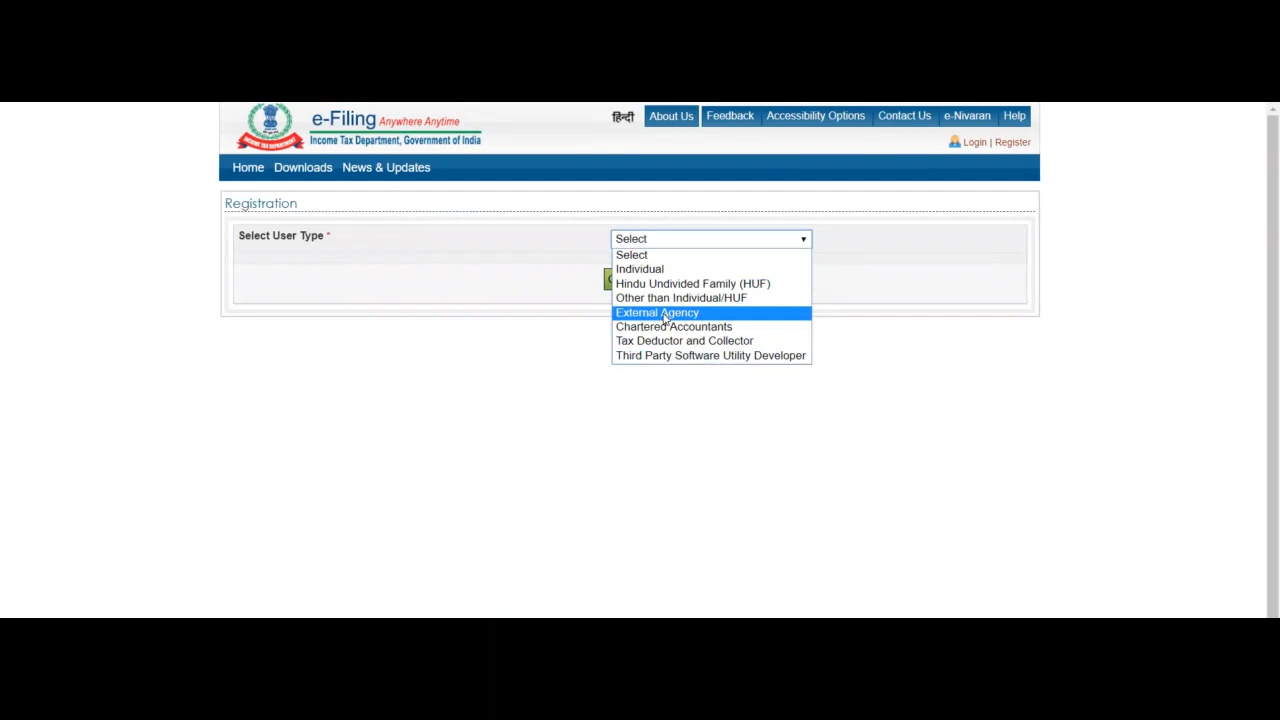 e-Filing Anywhere Anytime
Income Tax Department, Government of India
हिन्दी About Us Feedback Accessibility Options Contact Us e-Nivaran Help
Login | Register
Home Downloads News & Updates
Registration
Select User Type *
Select
Select
Individual
Hindu Undivided Family (HUF)
Other than Individual/HUF
External Agency
Chartered Accountants
Tax Deductor and Collector
Third Party Software Utility Developer